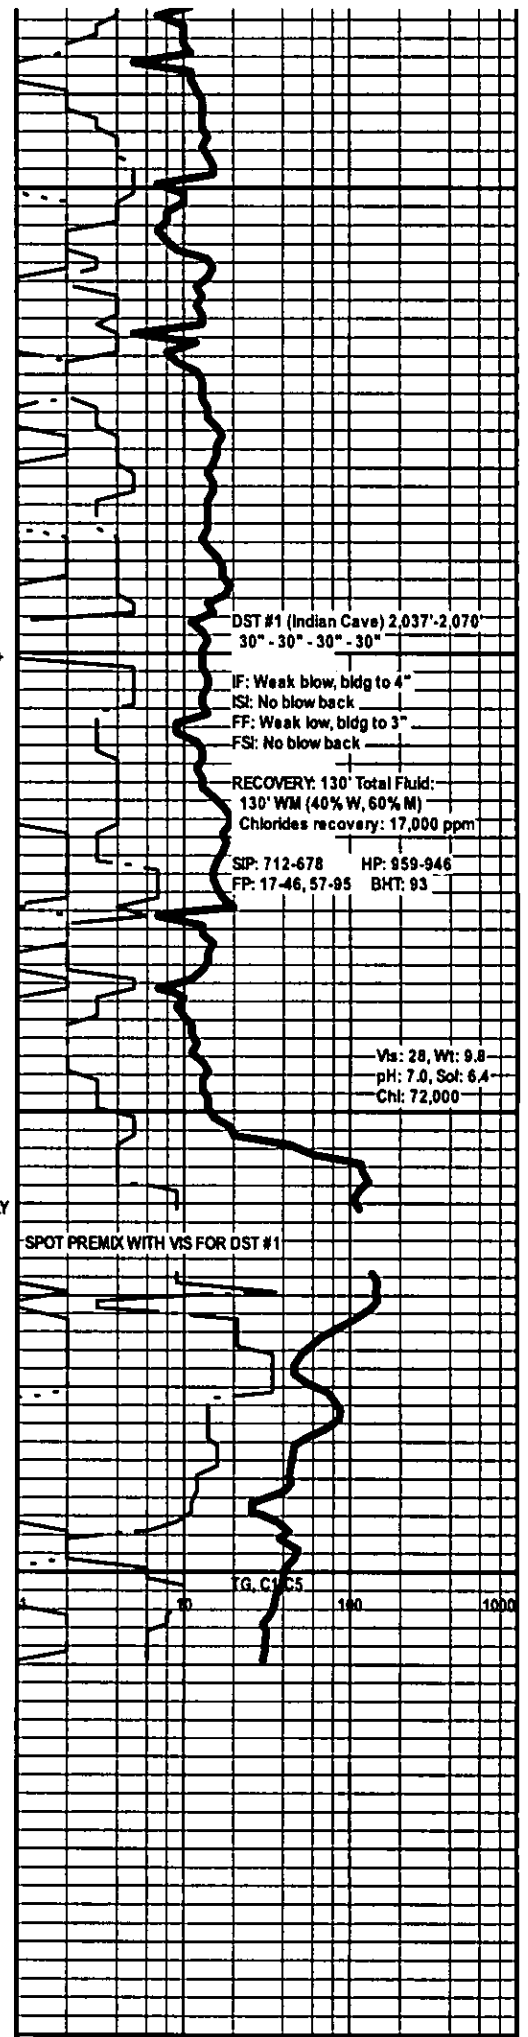 DST #1 (Indian Cave) 2,037'-2,070'
30" - 30" - 30" - 30"
IF: Weak blow, bldg to 4"
ISI: No blow back
FF: Weak low, bldg to 3"
FSI: No blow back
RECOVERY: 130' Total Fluid:
130' WM (40% W, 60% M)
Chlorides recovery: 17,000 ppm
SIP: 712-678 HP: 959-946
FP: 17-46, 57-95 BHT: 93
Vis: 28, Wt: 9.8
pH: 7.0, Sol: 6.4
Chl: 72,000
SPOT PREMIX WITH VIS FOR DST #1
TG, C1 C5
1 10 100 1000